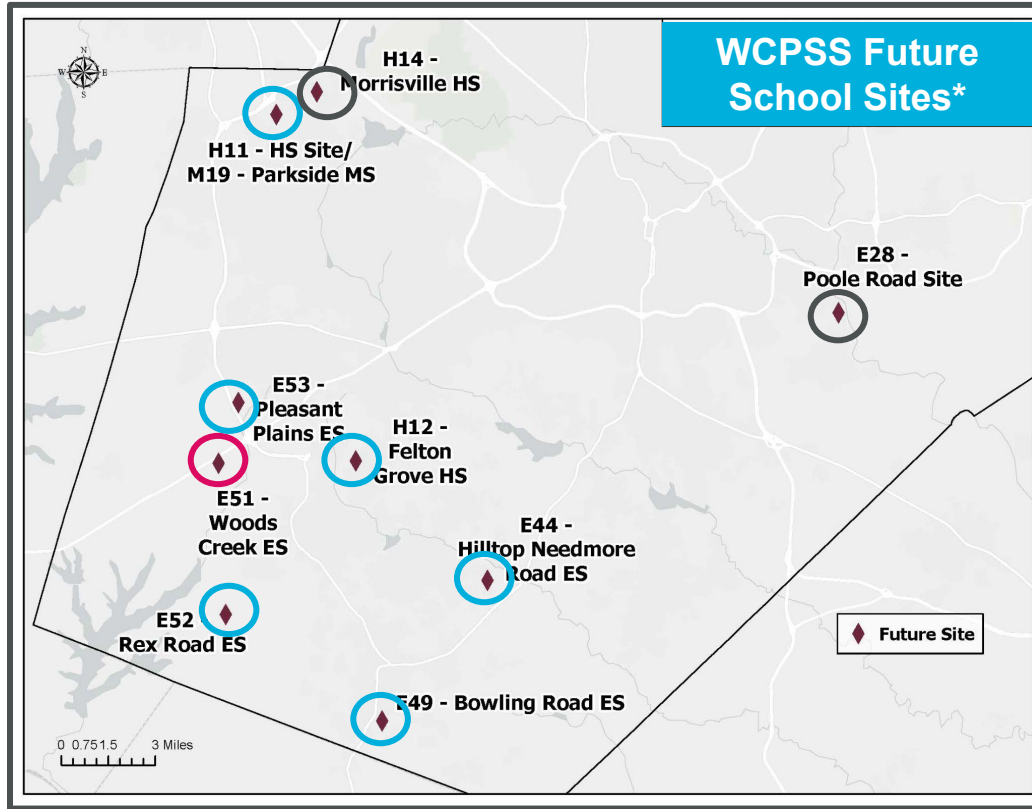 WCPSS Future
School Sites*
N
W
E
S
H14 -
Morrisville HS
H11 - HS Site/
M19 - Parkside MS
E28 -
Poole Road Site
E53 -
Pleasant
Plains ES
H12 -
Felton
Grove HS
E51 -
Woods
Creek ES
E44 -
Hilltop Needmore
Road ES
E52 -
Rex Road ES
Future Site
E49 - Bowling Road ES
0 0.75 1.5 3 Miles